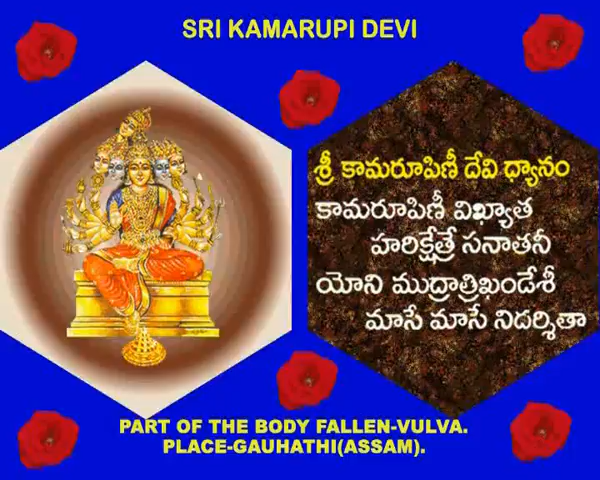 SRI KAMARUPI DEVI
శ్రీ కామరూపిణీ దేవి ధ్యానం
కామరూపిణీ విఖ్యాత
హరిక్షేత్రే సనాతనీ
యోని ముద్రాత్రిఖండేశీ
మాసే మాసే నిదర్శితా
PART OF THE BODY FALLEN-VULVA.
PLACE-GAUHATHI(ASSAM).